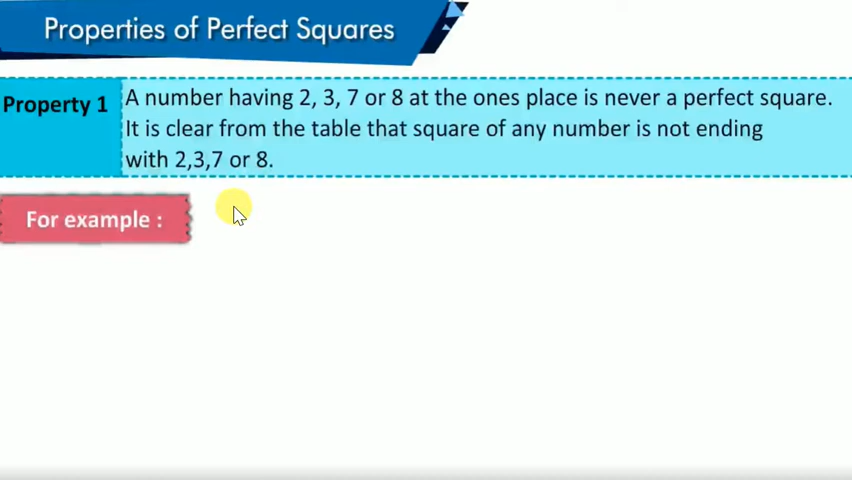 Properties of Perfect Squares
Property 1
A number having 2, 3, 7 or 8 at the ones place is never a perfect square.
It is clear from the table that square of any number is not ending
with 2,3,7 or 8.
For example :